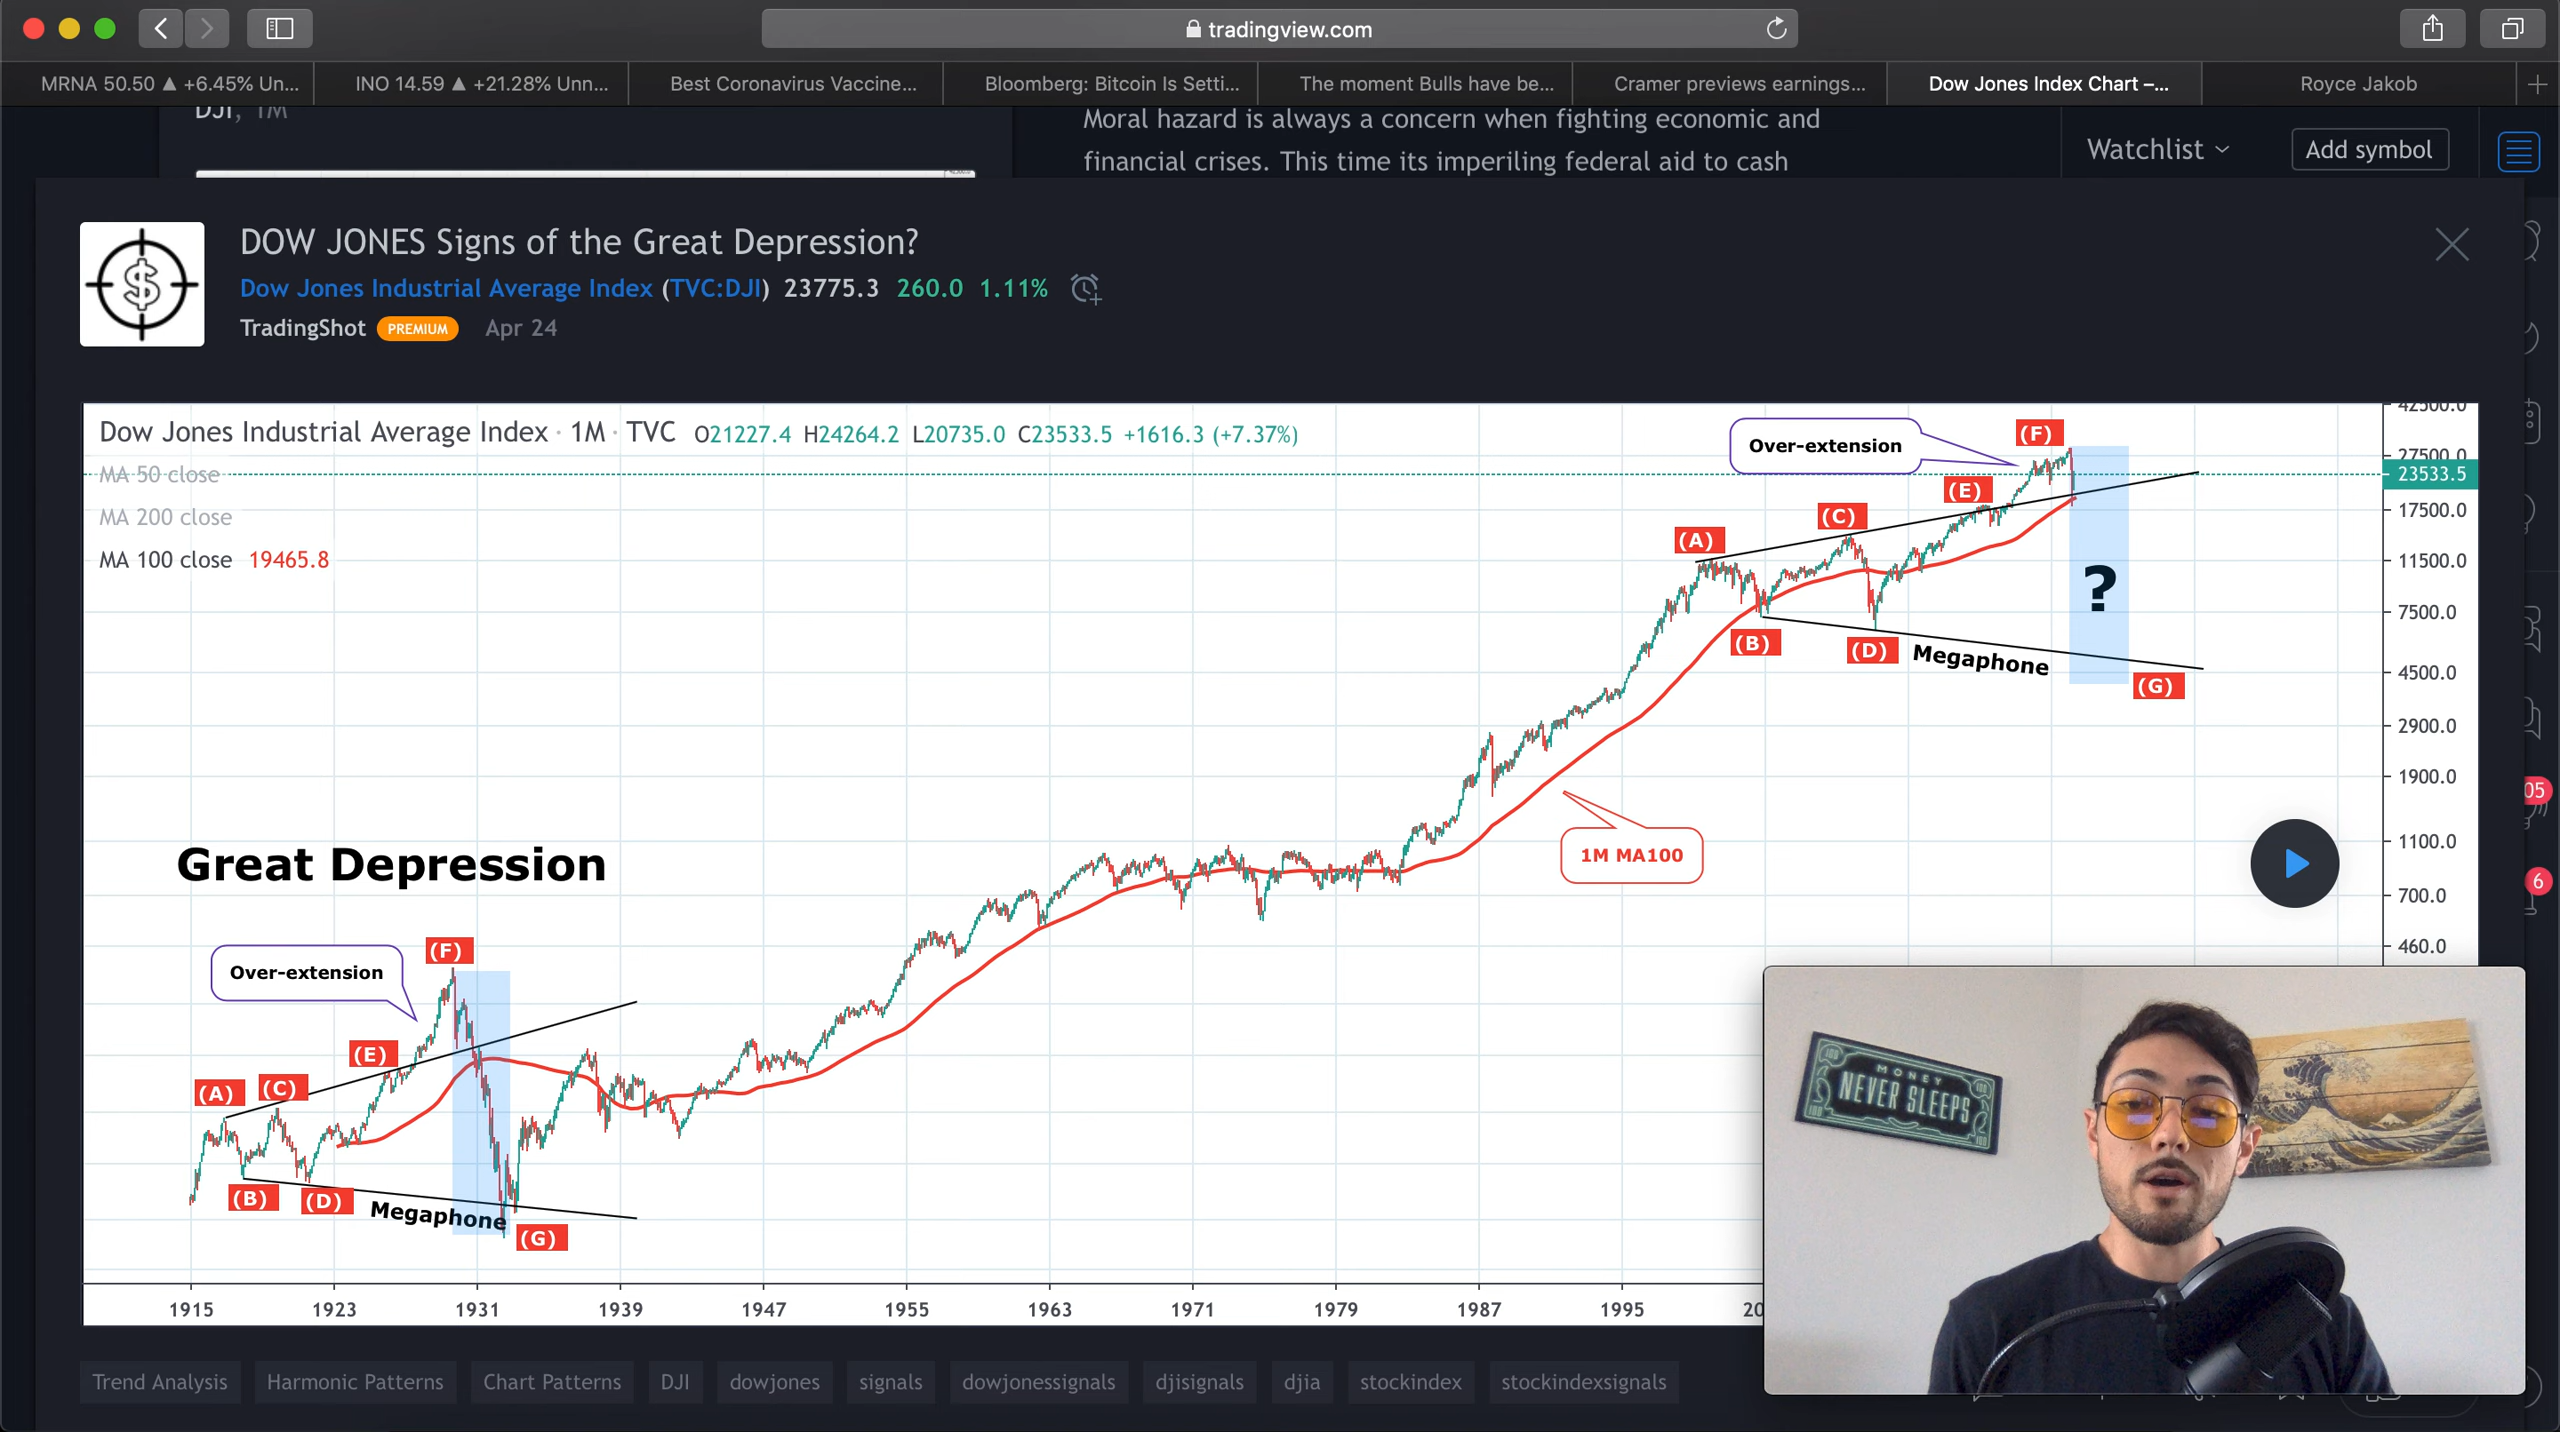 tradingview.com
MRNA 50.50 ▲ +6.45% Un...
INO 14.59 ▲ +21.28% Unn...
Best Coronavirus Vaccine...
Bloomberg: Bitcoin Is Setti...
The moment Bulls have be...
Cramer previews earnings...
Dow Jones Index Chart –...
Royce Jakob
DJI, 1M
Moral hazard is always a concern when fighting economic and
financial crises. This time its imperiling federal aid to cash
Watchlist
Add symbol
DOW JONES Signs of the Great Depression?
Dow Jones Industrial Average Index (TVC:DJI) 23775.3 260.0 1.11%
TradingShot PREMIUM Apr 24
Dow Jones Industrial Average Index · 1M · TVC O21227.4 H24264.2 L20735.0 C23533.5 +1616.3 (+7.37%)
MA 50 close
MA 200 close
MA 100 close 19465.8
Over-extension
(F)
(E)
(C)
(A)
(B)
(D)
Megaphone
(G)
?
42500.0
27500.0
23533.5
17500.0
11500.0
7500.0
4500.0
2900.0
1900.0
1100.0
700.0
460.0
1M MA100
Great Depression
Over-extension
(F)
(E)
(A)
(C)
(B)
(D)
Megaphone
(G)
05
6
1915
1923
1931
1939
1947
1955
1963
1971
1979
1987
1995
20
MONEY
NEVER SLEEPS
100
100
100
100
Trend Analysis
Harmonic Patterns
Chart Patterns
DJI
dowjones
signals
dowjonessignals
djisignals
djia
stockindex
stockindexsignals